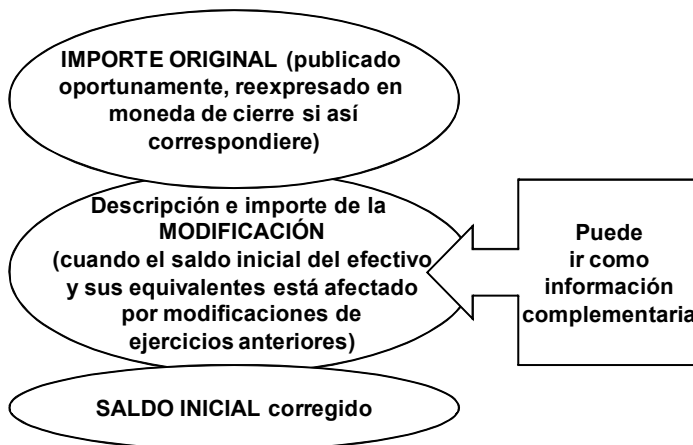 IMPORTE ORIGINAL (publicado
oportunamente, reexpresado en
moneda de cierre si así
correspondiere)
Descripción e importe de la
MODIFICACIÓN
(cuando el saldo inicial del efectivo
y sus equivalentes está afectado
por modificaciones de
ejercicios anteriores)
Puede
ir como
información
complementaria
SALDO INICIAL corregido